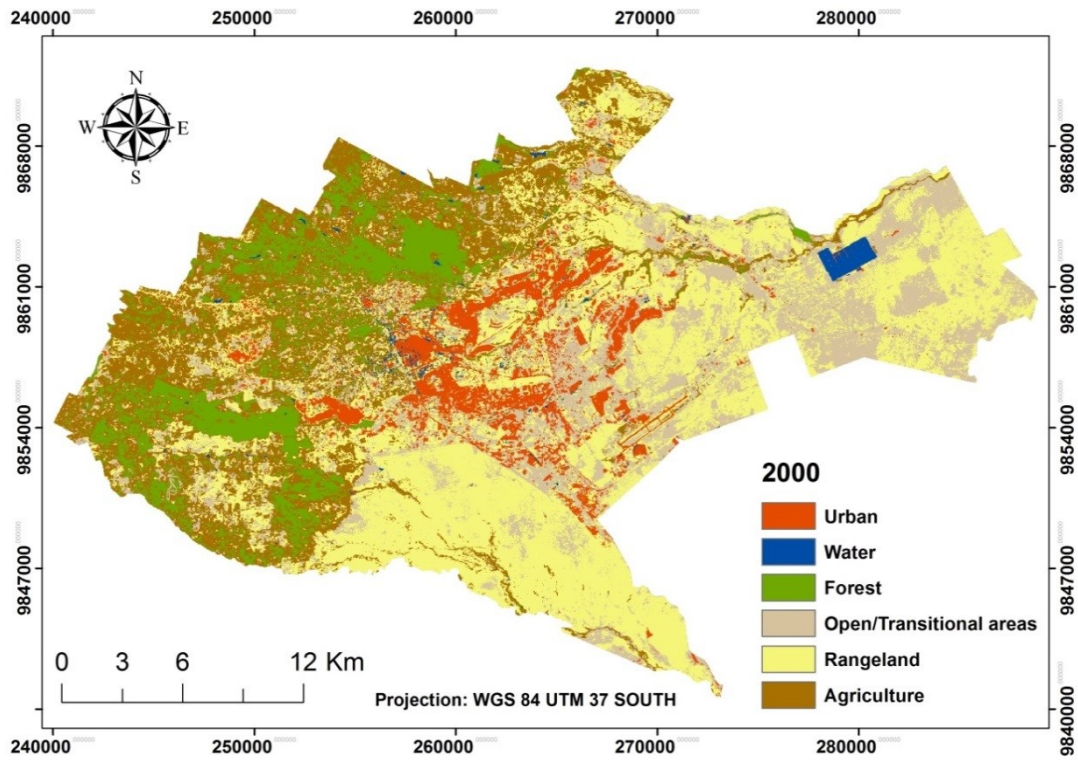 240000 250000 260000 270000 280000
N
W E
S
9868000 9868000
9861000 9861000
9854000 9854000
9847000 9847000
9840000
2000
Urban
Water
Forest
Open/Transitional areas
Rangeland
Agriculture
0 3 6 12 Km
Projection: WGS 84 UTM 37 SOUTH
240000 250000 260000 270000 280000